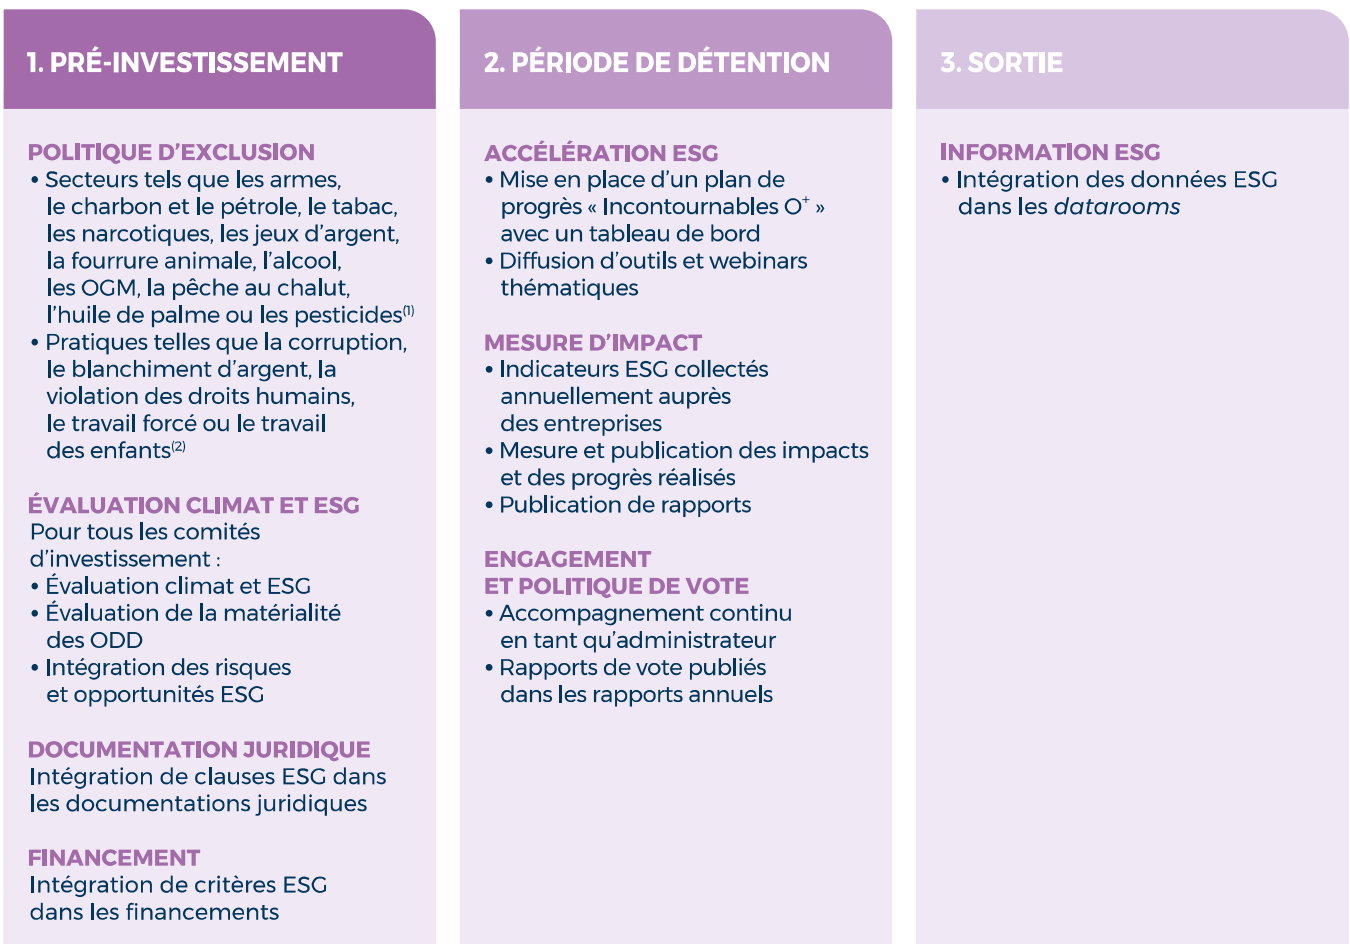 1. PRÉ-INVESTISSEMENT
POLITIQUE D’EXCLUSION
• Secteurs tels que les armes,
le charbon et le pétrole, le tabac,
les narcotiques, les jeux d’argent,
la fourrure animale, l’alcool,
les OGM, la pêche au chalut,
l’huile de palme ou les pesticides(1)
• Pratiques telles que la corruption,
le blanchiment d’argent, la
violation des droits humains,
le travail forcé ou le travail
des enfants(2)
ÉVALUATION CLIMAT ET ESG
Pour tous les comités
d’investissement :
• Évaluation climat et ESG
• Évaluation de la matérialité
des ODD
• Intégration des risques
et opportunités ESG
DOCUMENTATION JURIDIQUE
Intégration de clauses ESG dans
les documentations juridiques
FINANCEMENT
Intégration de critères ESG
dans les financements
2. PÉRIODE DE DÉTENTION
ACCÉLÉRATION ESG
• Mise en place d’un plan de
progrès « Incontournables O+ »
avec un tableau de bord
• Diffusion d’outils et webinars
thématiques
MESURE D’IMPACT
• Indicateurs ESG collectés
annuellement auprès
des entreprises
• Mesure et publication des impacts
et des progrès réalisés
• Publication de rapports
ENGAGEMENT
ET POLITIQUE DE VOTE
• Accompagnement continu
en tant qu’administrateur
• Rapports de vote publiés
dans les rapports annuels
3. SORTIE
INFORMATION ESG
• Intégration des données ESG
dans les datarooms